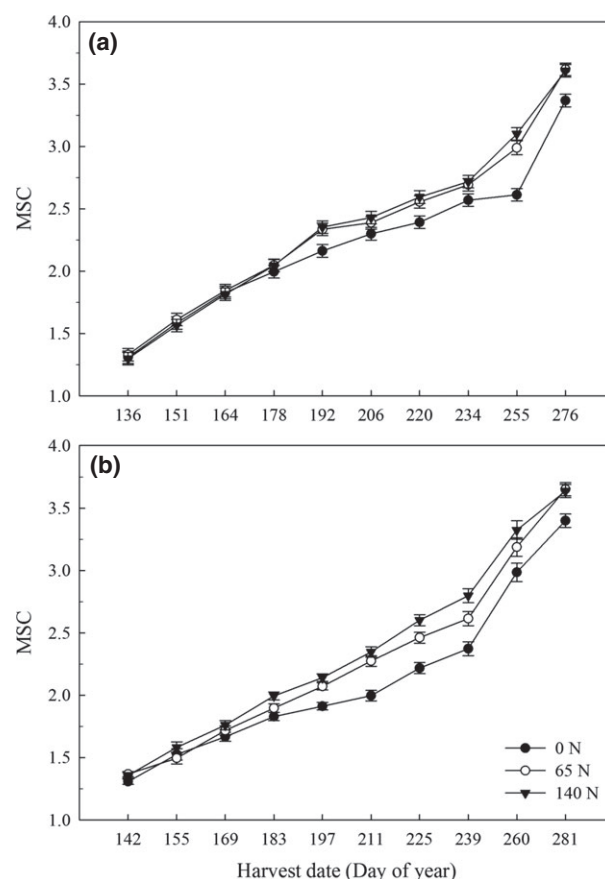 (a)
4.0
3.5
3.0
2.5
2.0
1.5
1.0
MSC
136 151 164 178 192 206 220 234 255 276
(b)
4.0
3.5
3.0
2.5
2.0
1.5
1.0
MSC
0 N
65 N
140 N
142 155 169 183 197 211 225 239 260 281
Harvest date (Day of year)